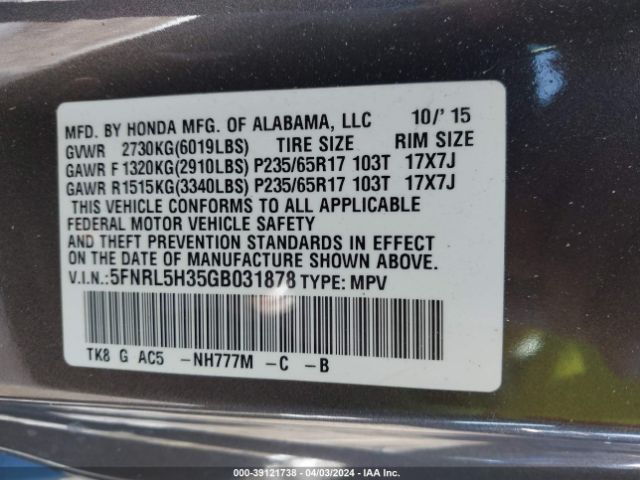 MFD. BY HONDA MFG. OF ALABAMA, LLC 10/'15
GVWR 2730KG(6019LBS) TIRE SIZE RIM SIZE
GAWR F1320KG(2910LBS) P235/65R17 103T 17X7J
GAWR R1515KG(3340LBS) P235/65R17 103T 17X7J
THIS VEHICLE CONFORMS TO ALL APPLICABLE
FEDERAL MOTOR VEHICLE SAFETY
AND THEFT PREVENTION STANDARDS IN EFFECT
ON THE DATE OF MANUFACTURE SHOWN ABOVE.
V.I.N.:5FNRL5H35GB031878 TYPE: MPV
TK8 G AC5 -NH777M -C -B
000-39121738 - 04/03/2024 - IAA Inc.